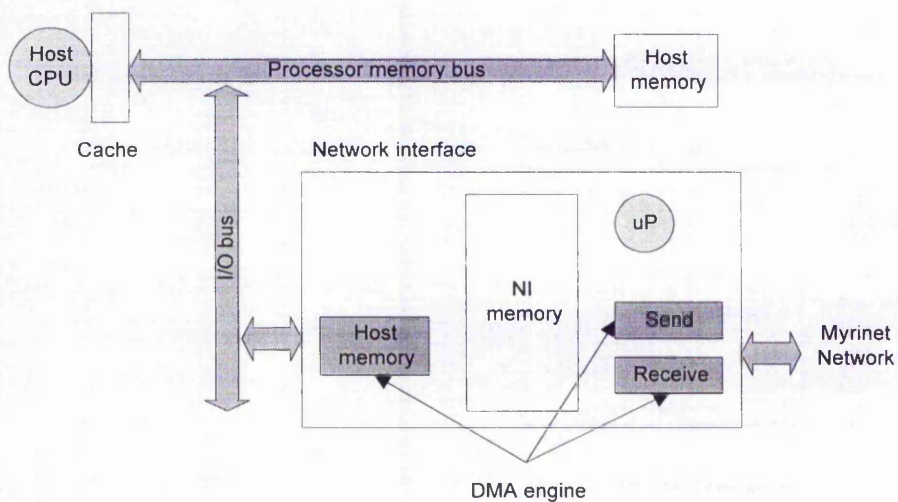 Host
CPU
Processor memory bus
Host
memory
Cache
Network interface
I/O bus
uP
NI
memory
Host
memory
Send
Receive
Myrinet
Network
DMA engine